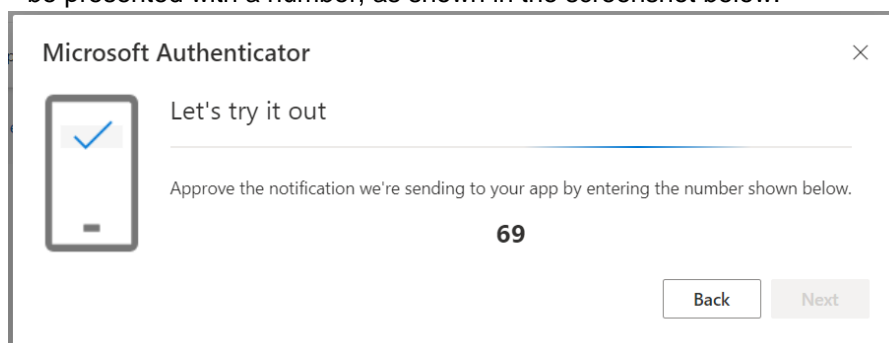 be presented with a number, as shown in the screenshot below.
Microsoft Authenticator
Let's try it out
Approve the notification we're sending to your app by entering the number shown below.
69
Back
Next